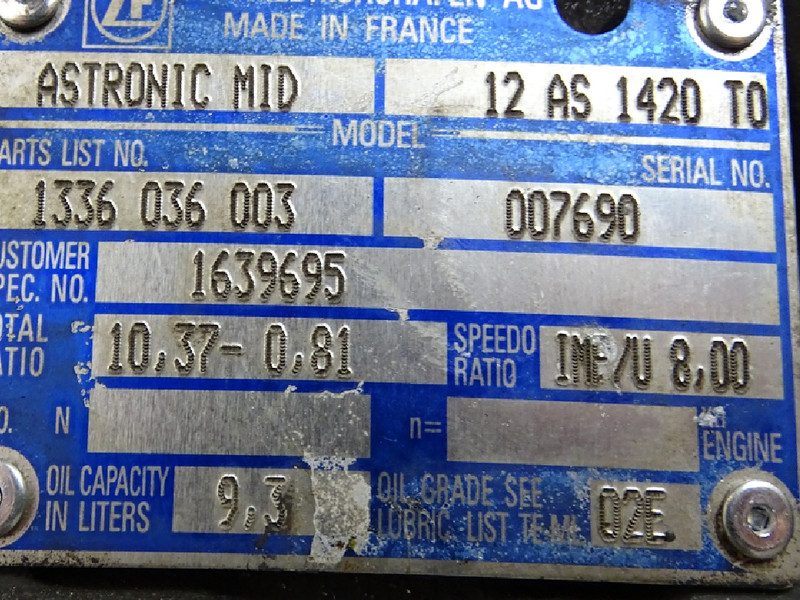 ZF
MADE IN FRANCE
ASTRONIC MID 12 AS 1420 TO
MODEL
ARTS LIST NO. SERIAL NO.
1336 036 003 007690
USTOMER
PEC. NO. 1639695
OTAL
ATIO 10,37- 0,81 SPEEDO
RATIO IMP/U 8,00
O. N n= ENGINE
OIL CAPACITY
IN LITERS 9,3 OIL GRADE SEE
LUBRIC. LIST TE-ML 02E